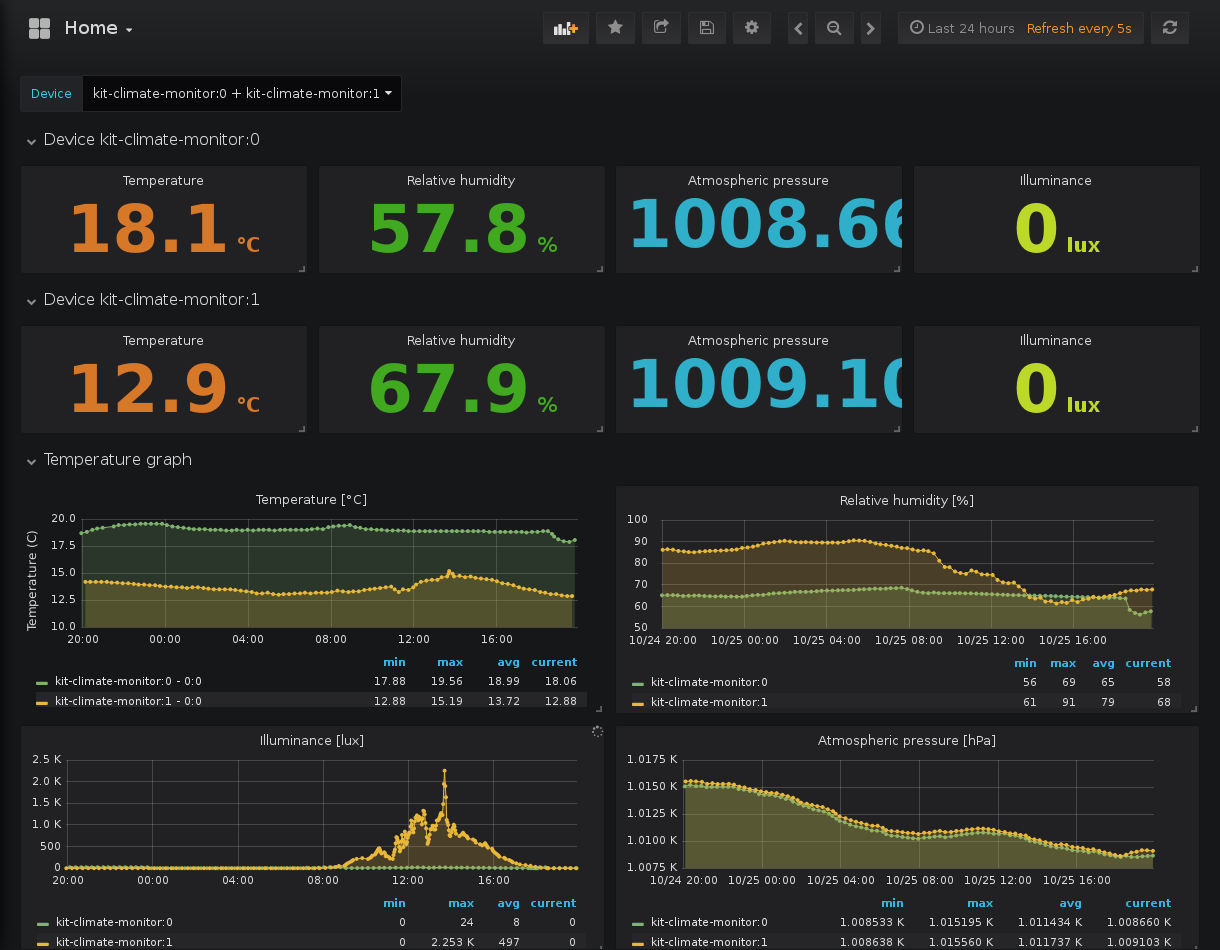 Home
Last 24 hours Refresh every 5s
Device kit-climate-monitor:0 + kit-climate-monitor:1
Device kit-climate-monitor:0
Temperature Relative humidity Atmospheric pressure Illuminance
18.1 °C 57.8 % 1008.66 0 lux
Device kit-climate-monitor:1
Temperature Relative humidity Atmospheric pressure Illuminance
12.9 °C 67.9 % 1009.10 0 lux
Temperature graph
Temperature [°C]
Temperature (C)
20.0
17.5
15.0
12.5
10.0
20:00 00:00 04:00 08:00 12:00 16:00
min max avg current
kit-climate-monitor:0 - 0:0 17.88 19.56 18.99 18.06
kit-climate-monitor:1 - 0:0 12.88 15.19 13.72 12.88
Relative humidity [%]
100
90
80
70
60
50
10/24 20:00 10/25 00:00 10/25 04:00 10/25 08:00 10/25 12:00 10/25 16:00
min max avg current
kit-climate-monitor:0 56 69 65 58
kit-climate-monitor:1 61 91 79 68
Illuminance [lux]
2.5 K
2.0 K
1.5 K
1.0 K
500
0
20:00 00:00 04:00 08:00 12:00 16:00
min max avg current
kit-climate-monitor:0 0 24 8 0
kit-climate-monitor:1 0 2.253 K 497 0
Atmospheric pressure [hPa]
1.0175 K
1.0150 K
1.0125 K
1.0100 K
1.0075 K
10/24 20:00 10/25 00:00 10/25 04:00 10/25 08:00 10/25 12:00 10/25 16:00
min max avg current
kit-climate-monitor:0 1.008533 K 1.015195 K 1.011434 K 1.008660 K
kit-climate-monitor:1 1.008638 K 1.015560 K 1.011737 K 1.009103 K